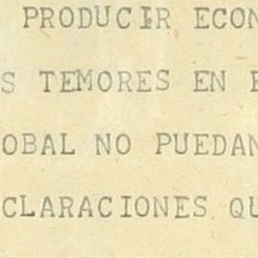 PRODUCIR ECON
S TEMORES EN
OBAL NO PUEDAN
CLARACIONES QU